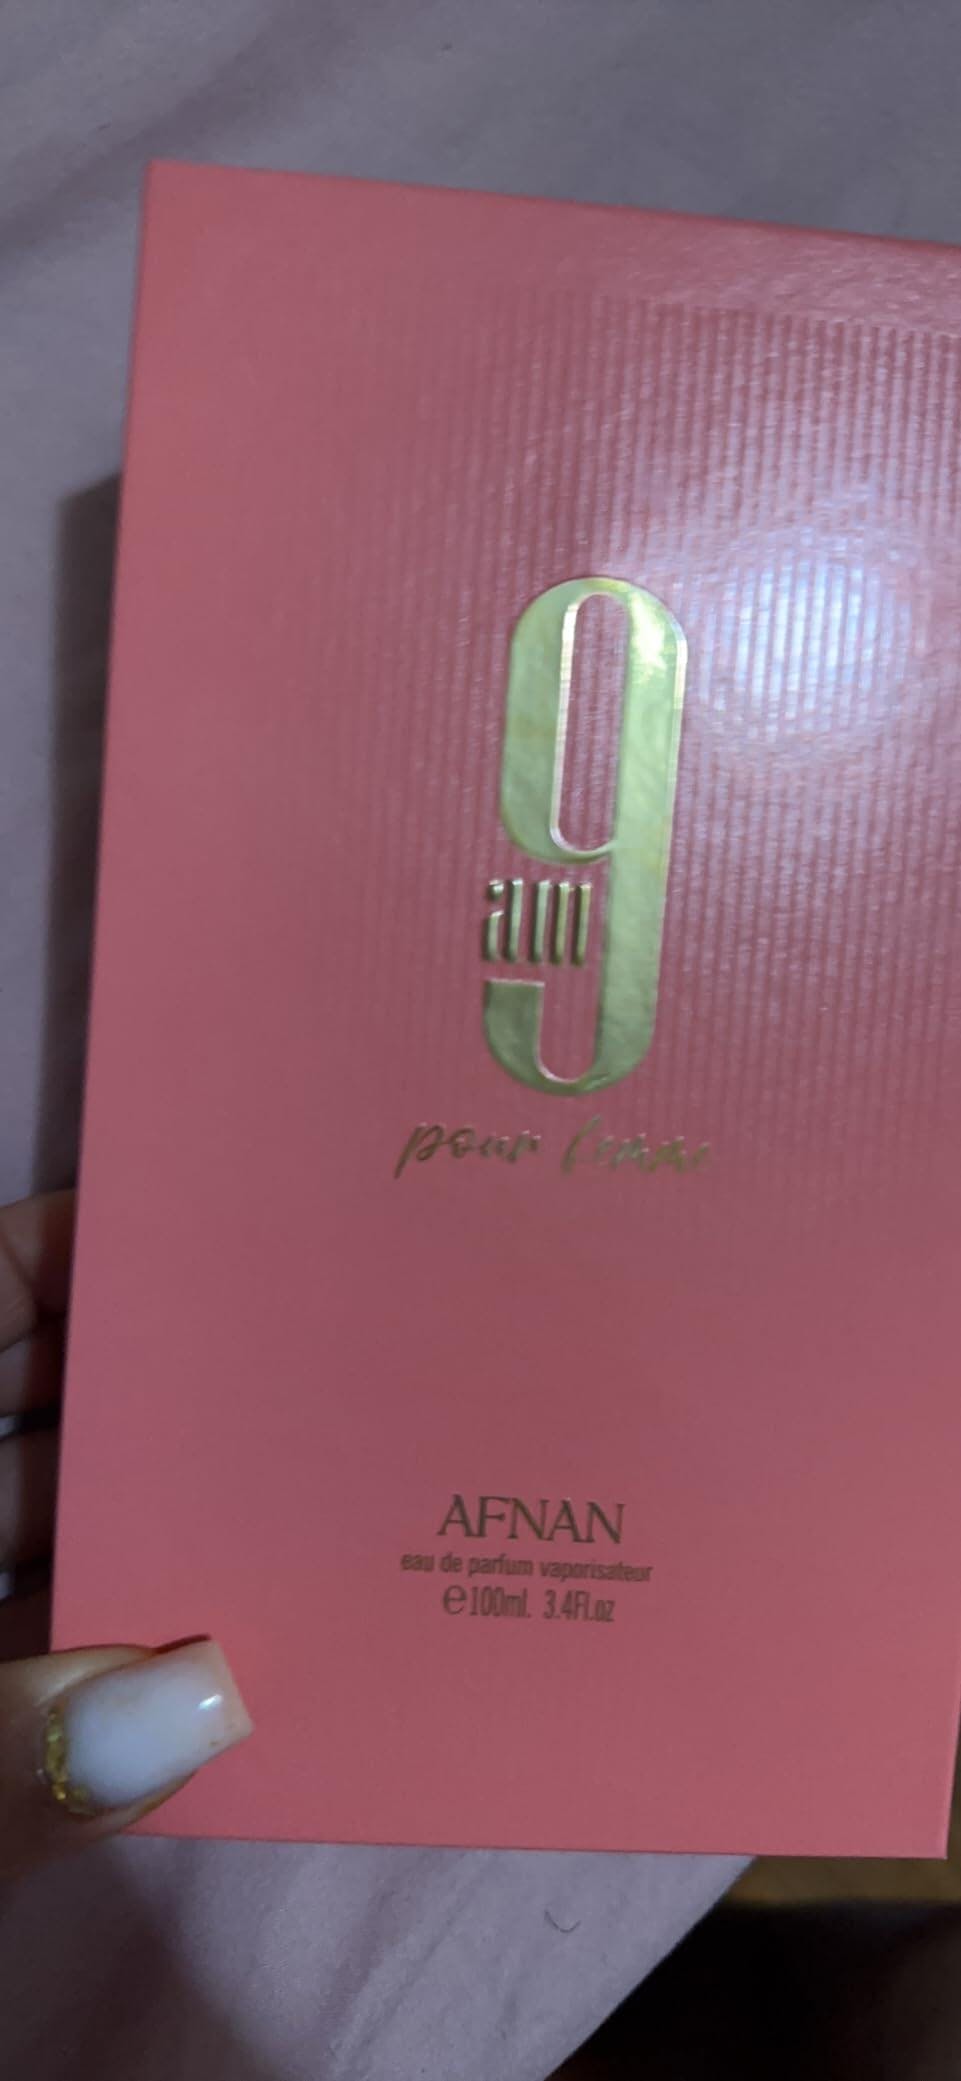 9
am
pour femme
AFNAN
eau de parfum vaporisateur
℮100ml. 3.4Fl.oz